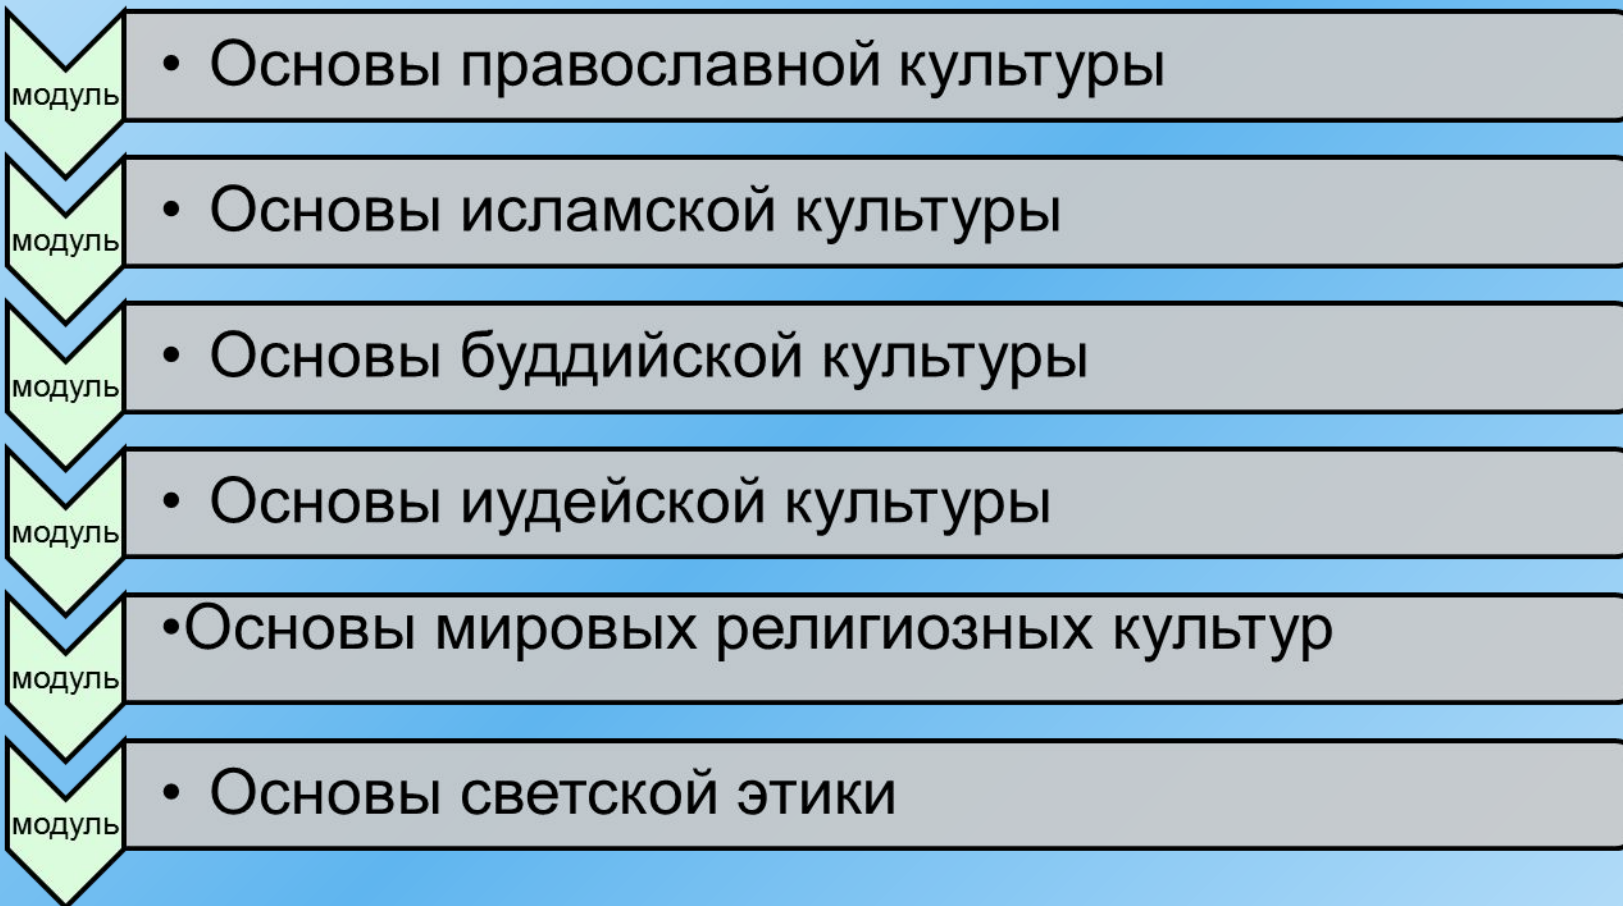 модуль
• Основы православной культуры
модуль
• Основы исламской культуры
модуль
• Основы буддийской культуры
модуль
• Основы иудейской культуры
модуль
•Основы мировых религиозных культур
модуль
• Основы светской этики